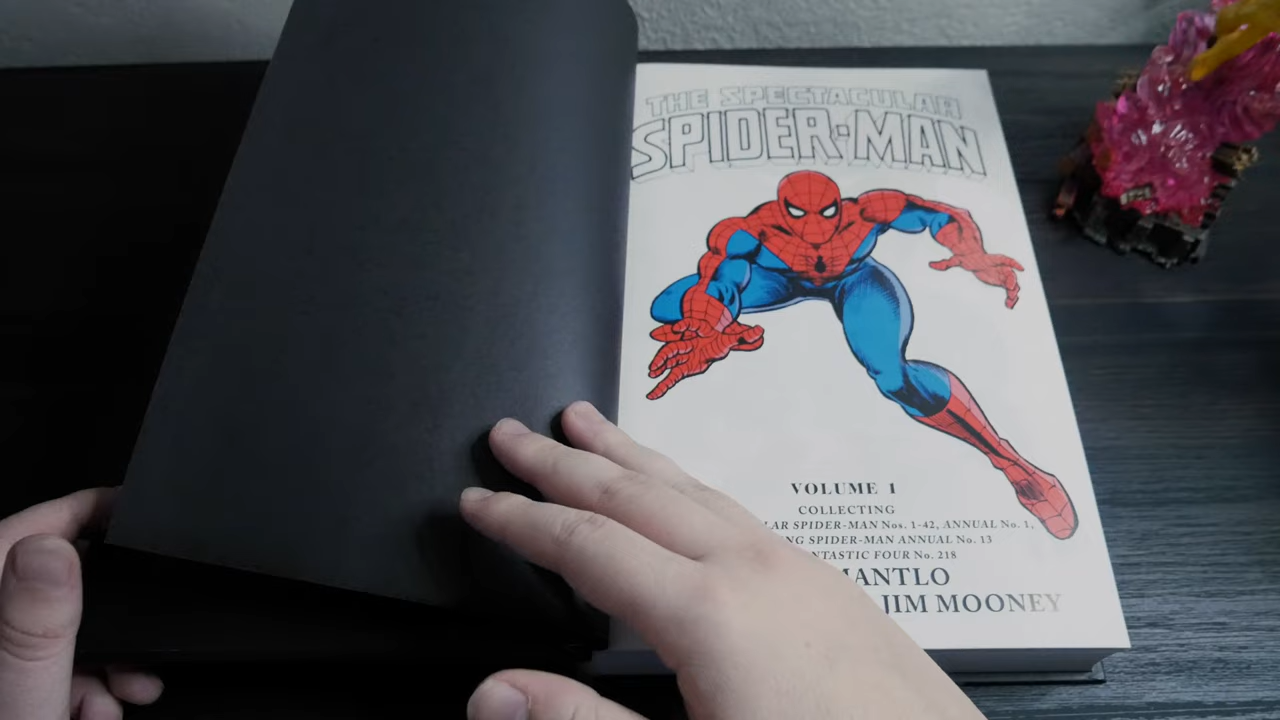 THE SPECTACULAR
SPIDER-MAN
VOLUME 1
COLLECTING
LAR SPIDER-MAN Nos. 1-42, ANNUAL No. 1,
NG SPIDER-MAN ANNUAL No. 13
NTASTIC FOUR No. 218
MANTLO
JIM MOONEY